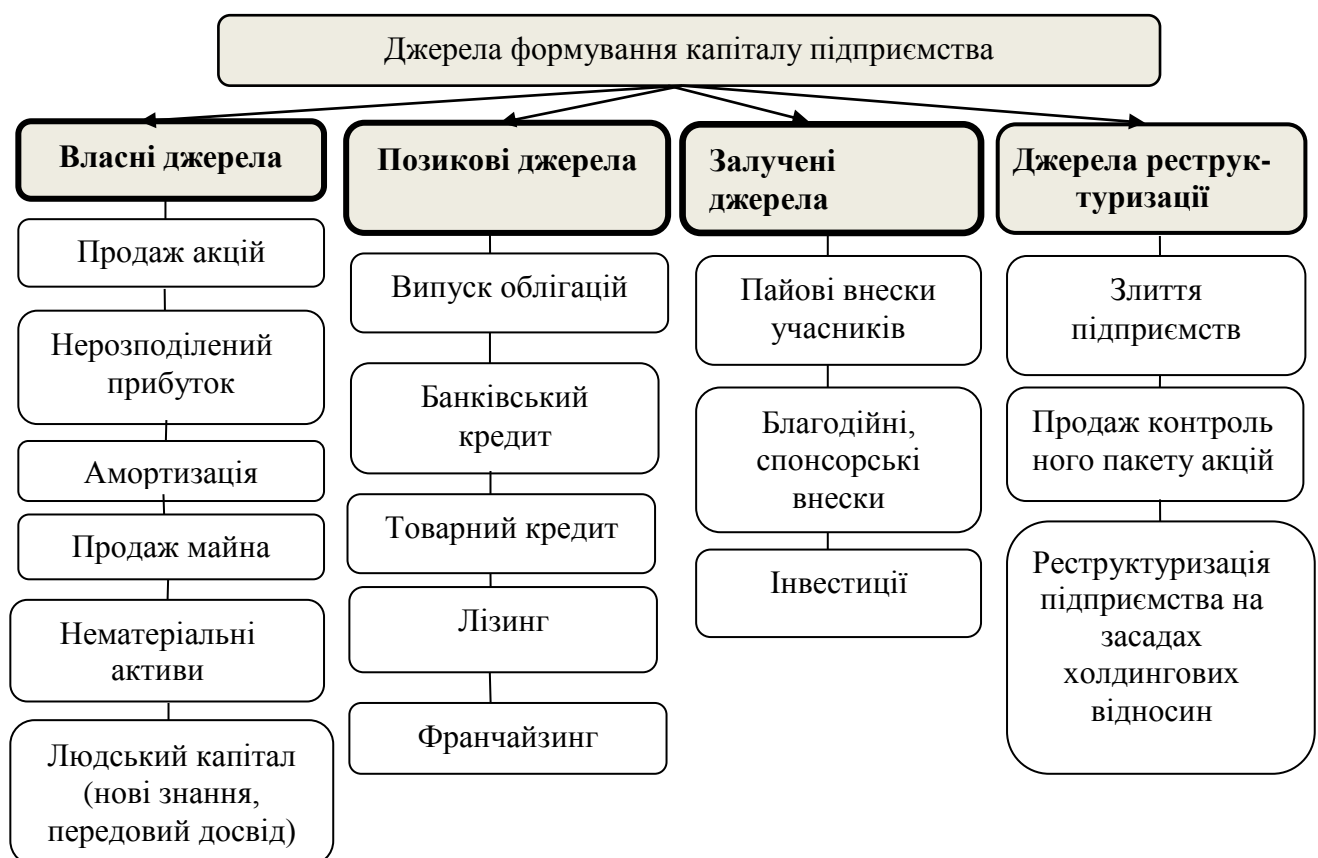 Джерела формування капіталу підприємства
Власні джерела
Продаж акцій
Нерозподілений
прибуток
Амортизація
Продаж майна
Нематеріальні
активи
Людський капітал
(нові знання,
передовий досвід)
Позикові джерела
Випуск облігацій
Банківський
кредит
Товарний кредит
Лізинг
Франчайзинг
Залучені
джерела
Пайові внески
учасників
Благодійні,
спонсорські
внески
Інвестиції
Джерела реструк-
туризації
Злиття
підприємств
Продаж контроль
ного пакету акцій
Реструктуризація
підприємства на
засадах
холдингових
відносин